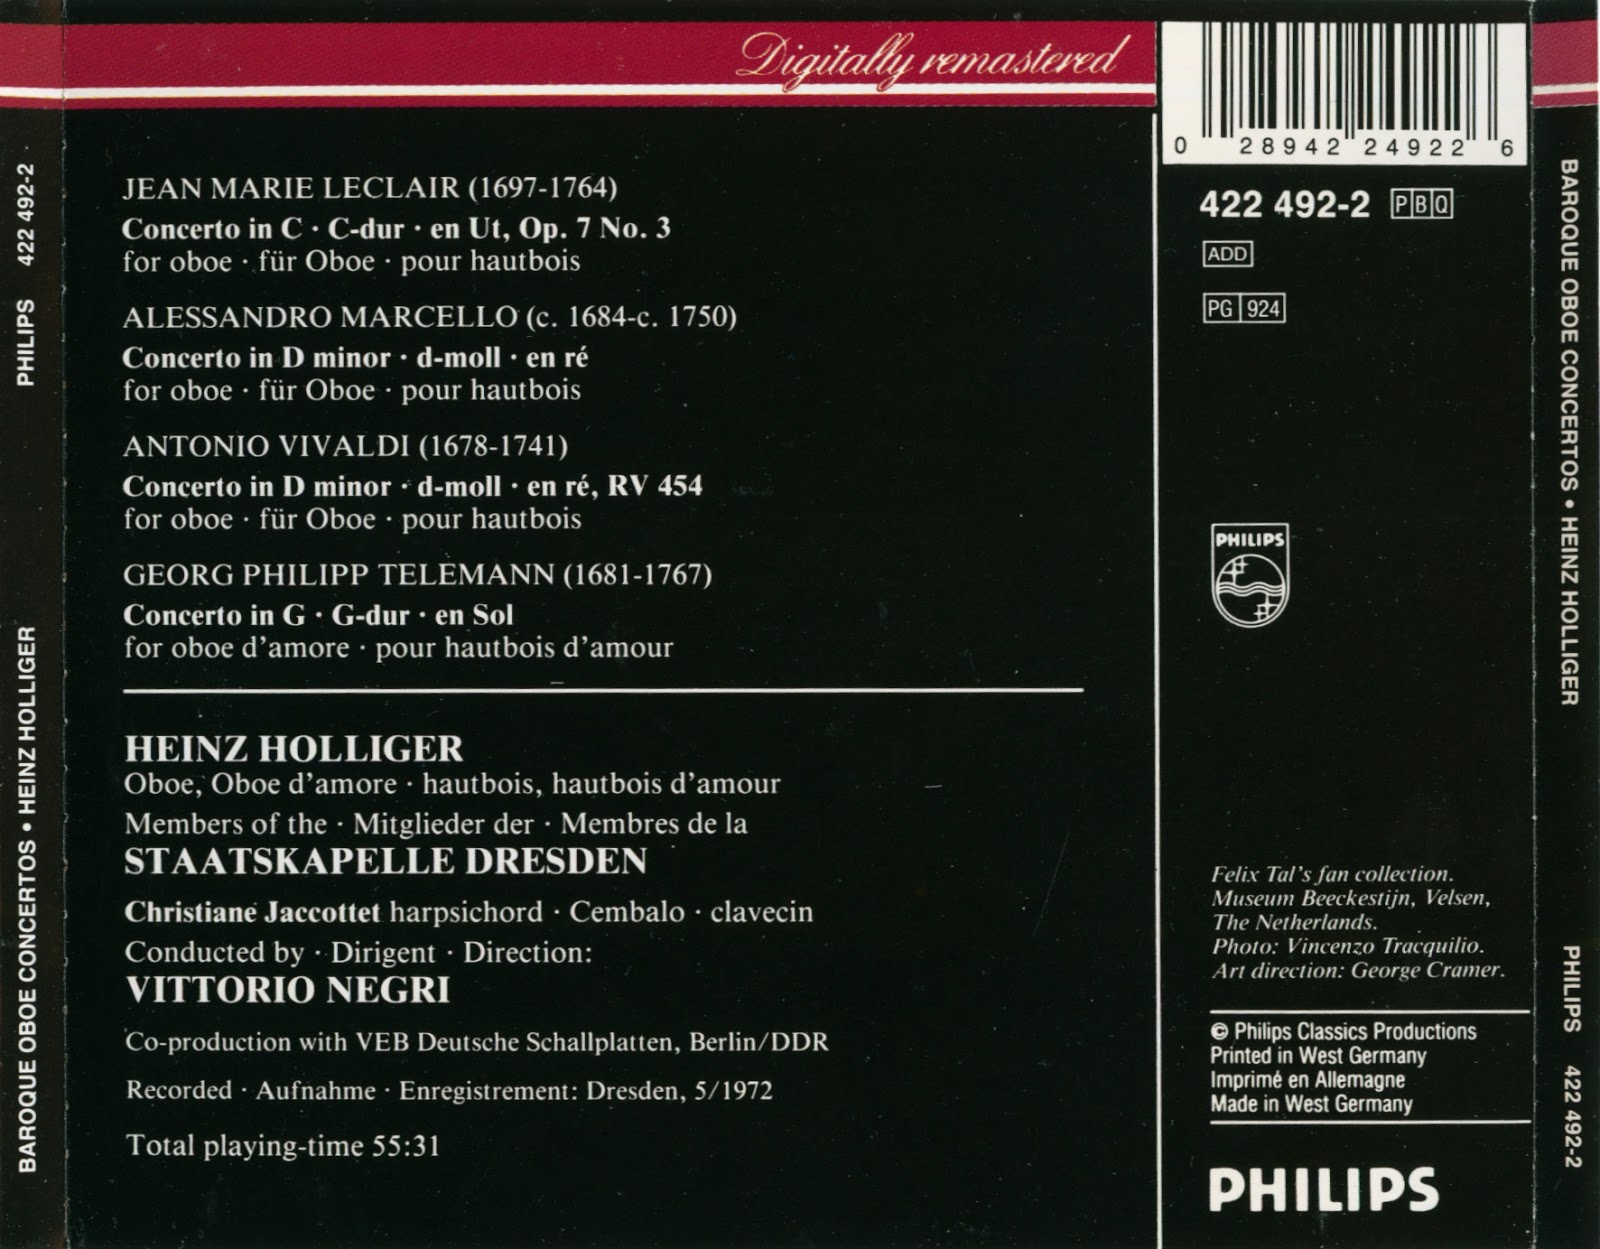 Digitally remastered
JEAN MARIE LECLAIR (1697-1764)
Concerto in C · C-dur · en Ut, Op. 7 No. 3
for oboe · für Oboe · pour hautbois
ALESSANDRO MARCELLO (c. 1684-c. 1750)
Concerto in D minor · d-moll · en ré
for oboe · für Oboe · pour hautbois
ANTONIO VIVALDI (1678-1741)
Concerto in D minor · d-moll · en ré, RV 454
for oboe · für Oboe · pour hautbois
GEORG PHILIPP TELEMANN (1681-1767)
Concerto in G · G-dur · en Sol
for oboe d'amore · pour hautbois d'amour
HEINZ HOLLIGER
Oboe, Oboe d'amore · hautbois, hautbois d'amour
Members of the · Mitglieder der · Membres de la
STAATSKAPELLE DRESDEN
Christiane Jaccottet harpsichord · Cembalo · clavecin
Conducted by · Dirigent · Direction:
VITTORIO NEGRI
Co-production with VEB Deutsche Schallplatten, Berlin/DDR
Recorded · Aufnahme · Enregistrement: Dresden, 5/1972
Total playing-time 55:31
0 28942 24922 6
422 492-2 PBQ
ADD
PG 924
PHILIPS
Felix Tal's fan collection.
Museum Beeckestijn, Velsen,
The Netherlands.
Photo: Vincenzo Tracquilio.
Art direction: George Cramer.
© Philips Classics Productions
Printed in West Germany
Imprimé en Allemagne
Made in West Germany
PHILIPS
BAROQUE OBOE CONCERTOS • HEINZ HOLLIGER PHILIPS 422 492-2
BAROQUE OBOE CONCERTOS • HEINZ HOLLIGER PHILIPS 422 492-2